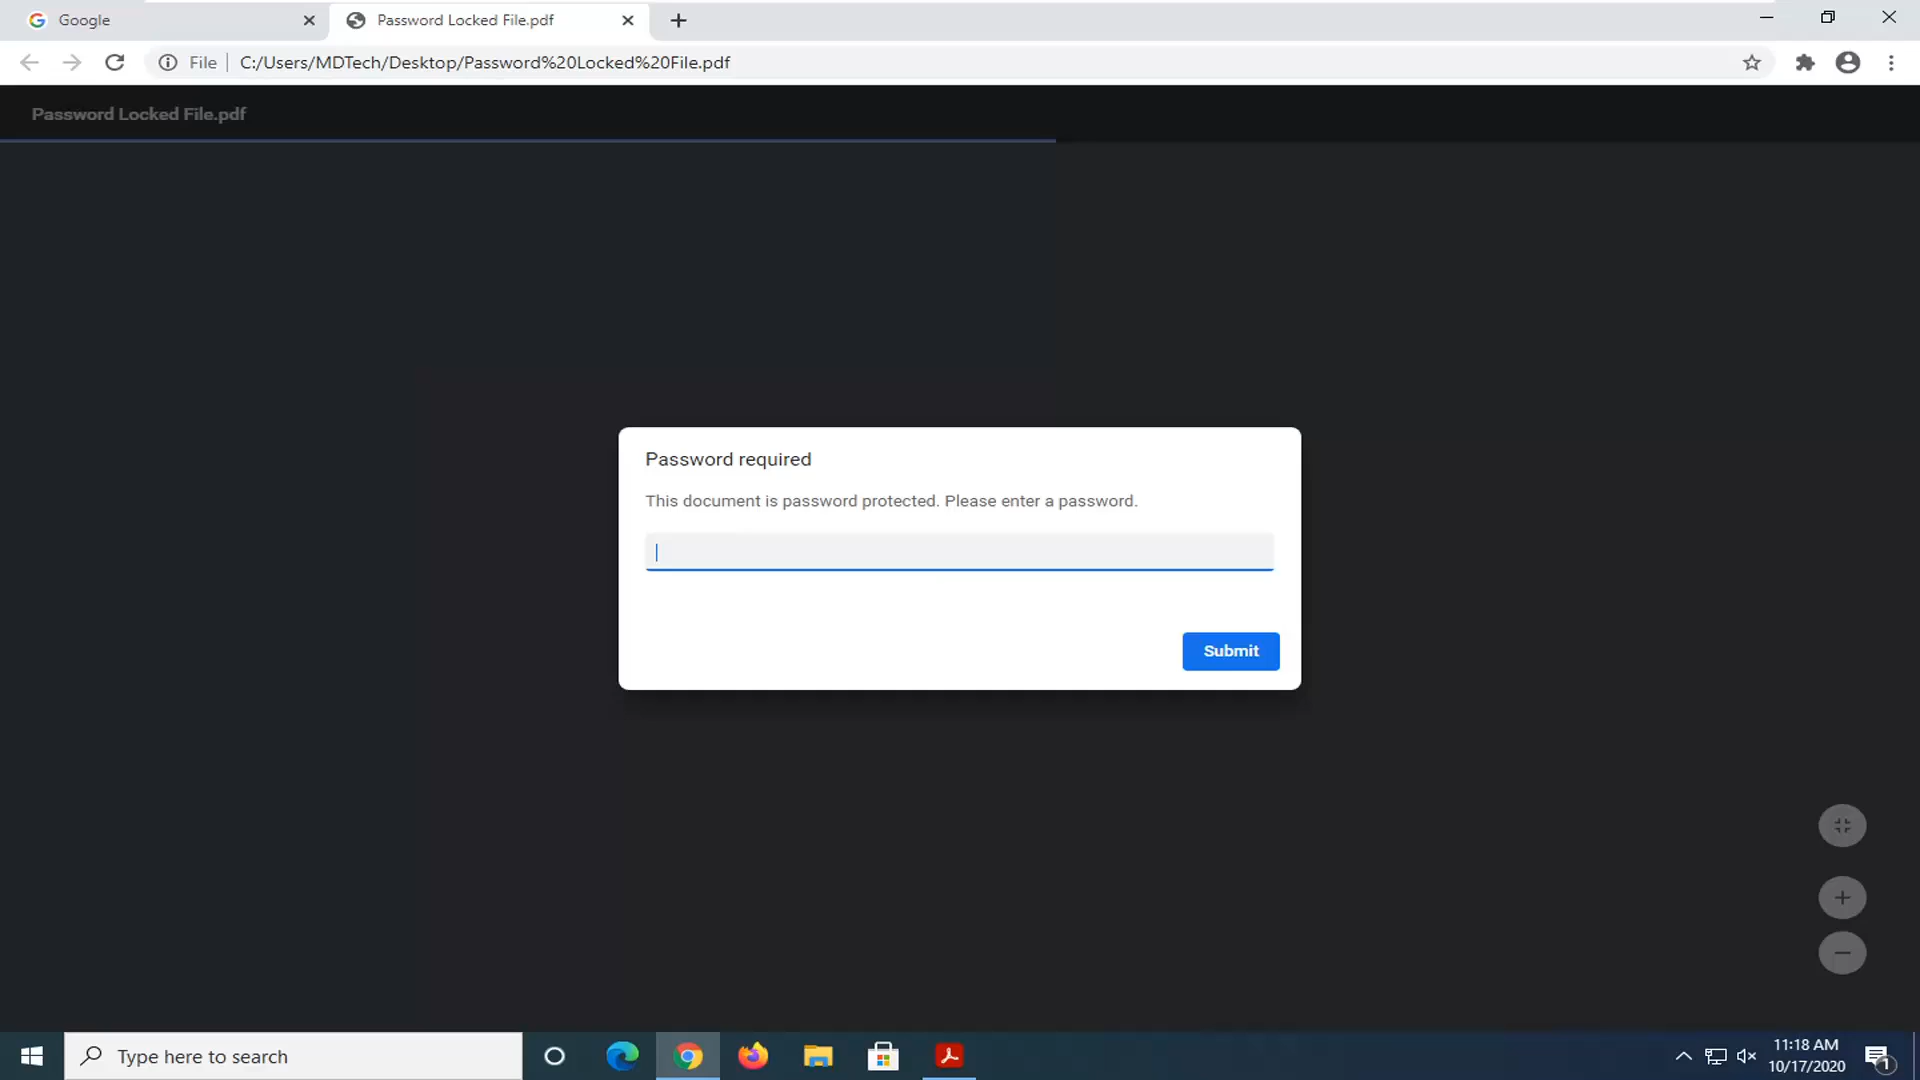 Google
Password Locked File.pdf
File
C:/Users/MDTech/Desktop/Password%20Locked%20File.pdf
Password Locked File.pdf
Password required
This document is password protected. Please enter a password.
Submit
Type here to search
11:18 AM
10/17/2020
1